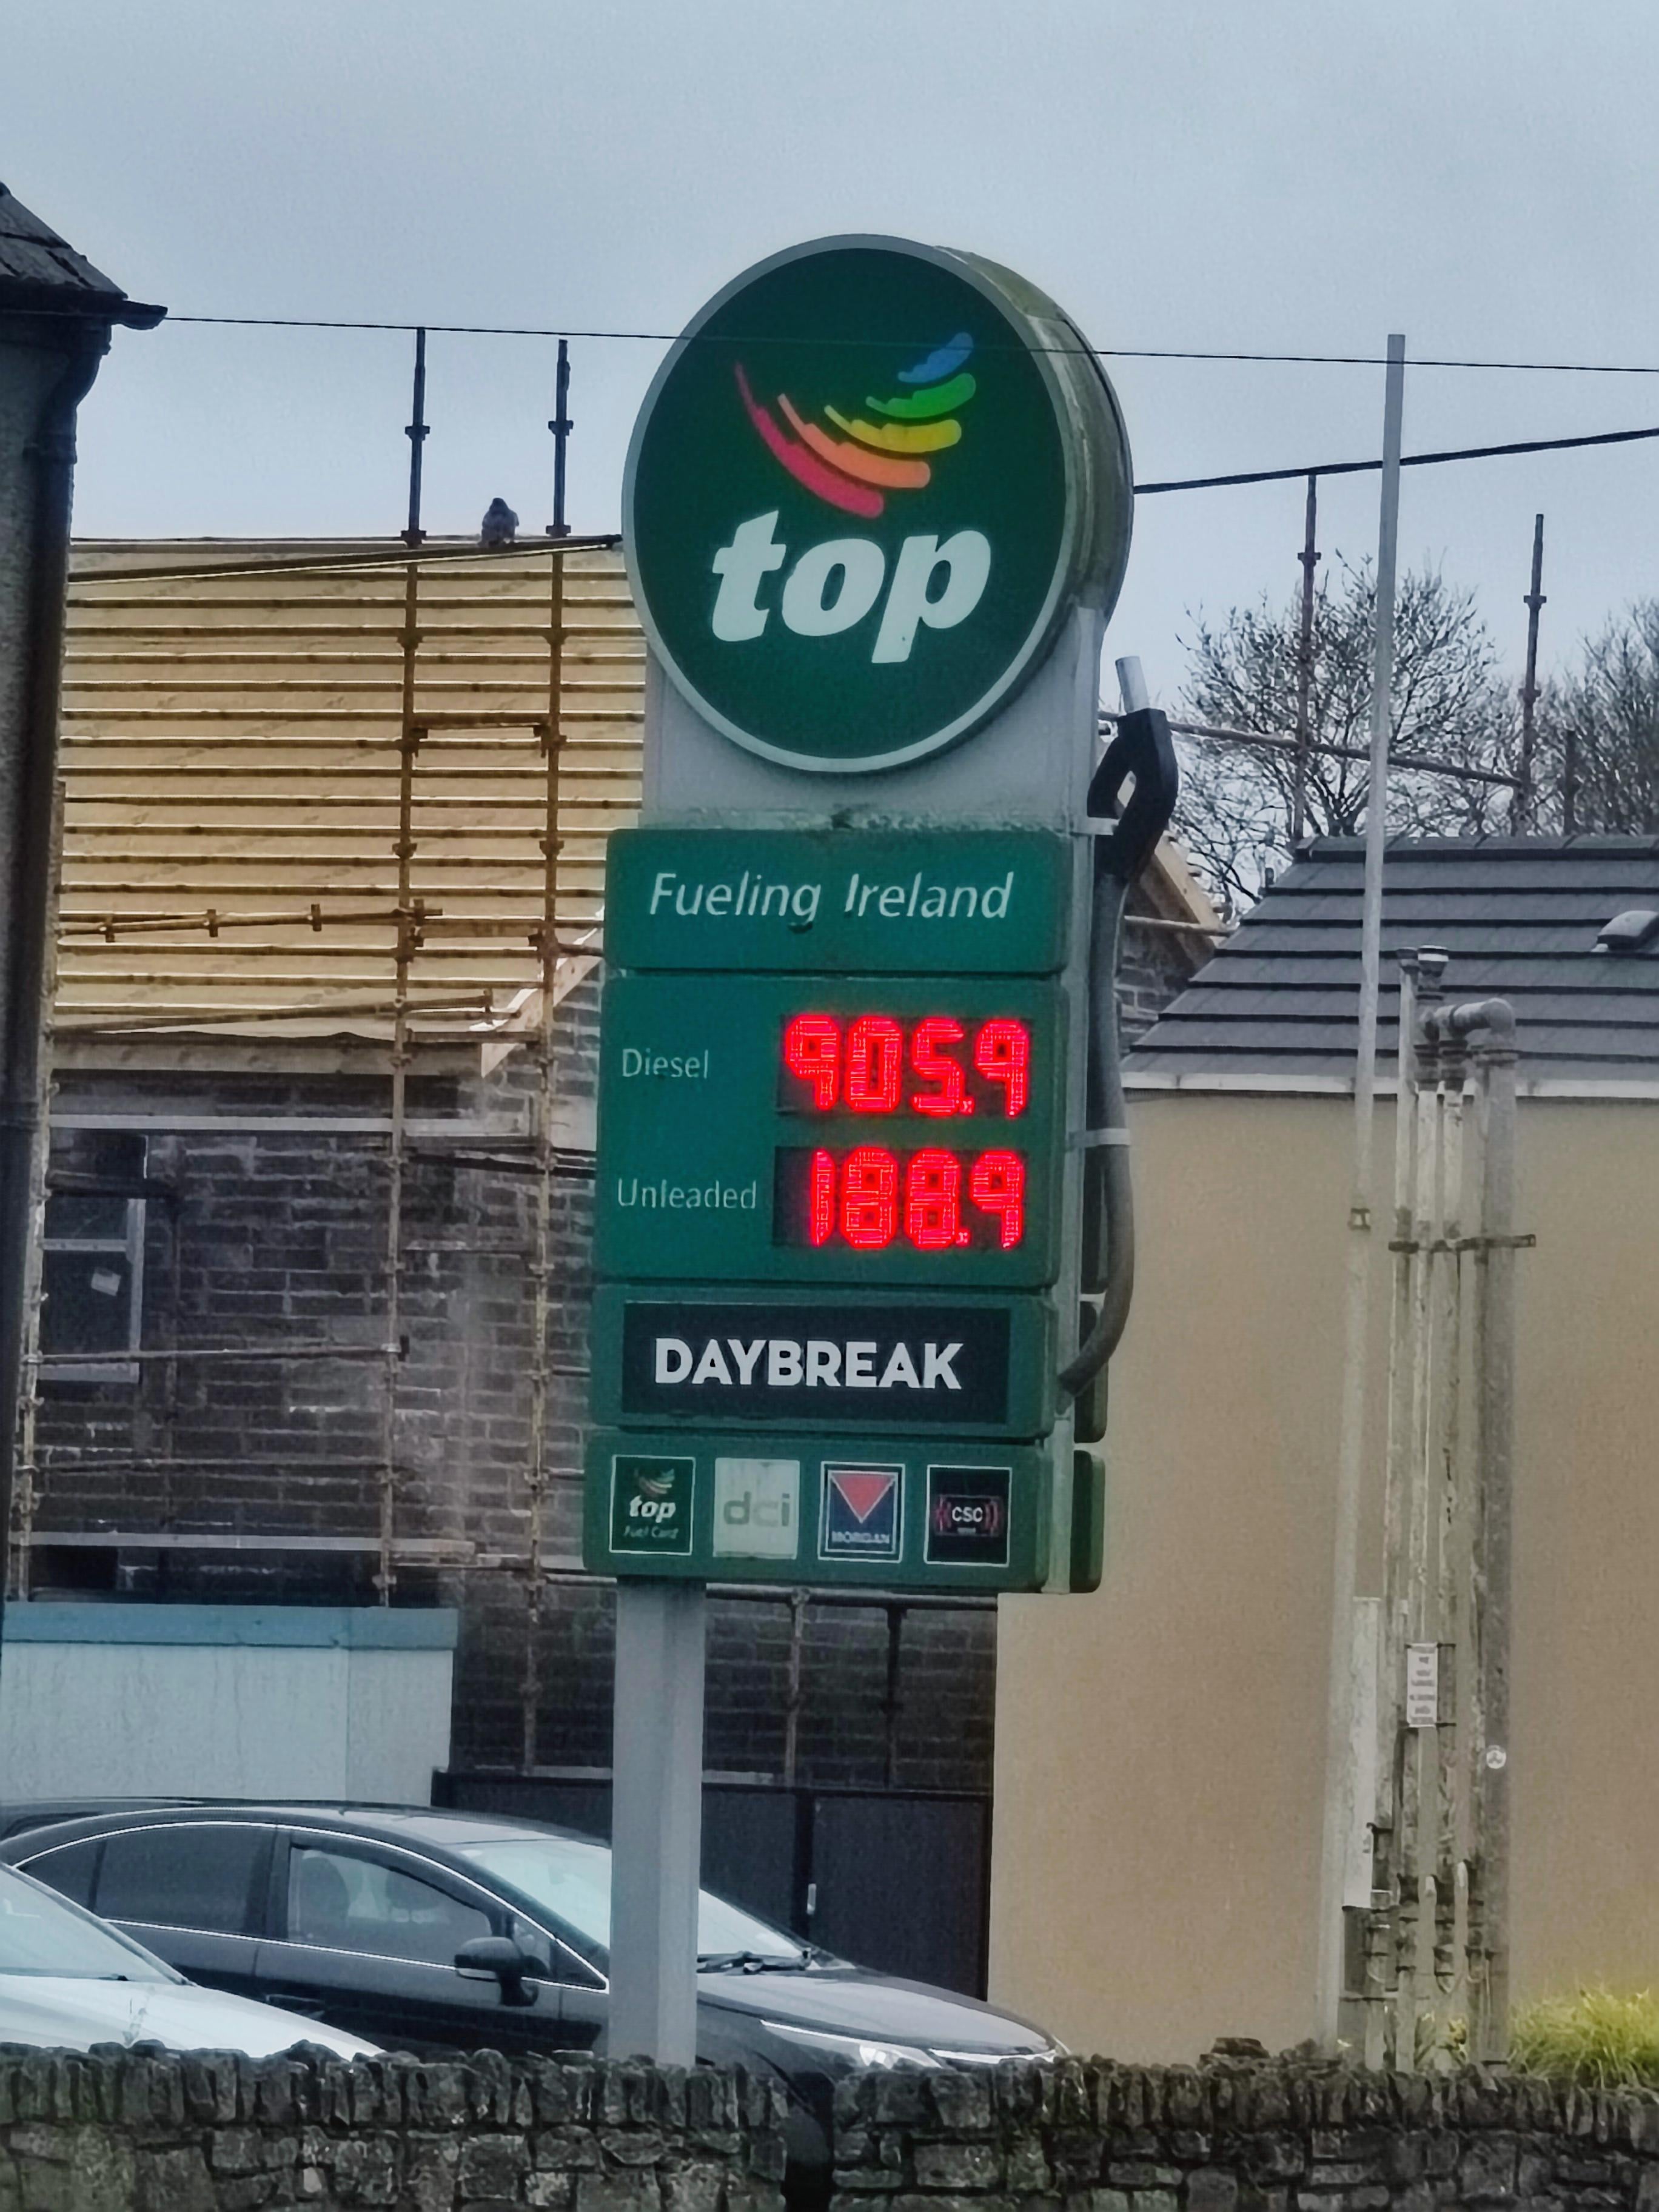 top
Fueling Ireland
Diesel 905.9
Unleaded 188.9
DAYBREAK
top dci MORGAN CSC
Fuel Card